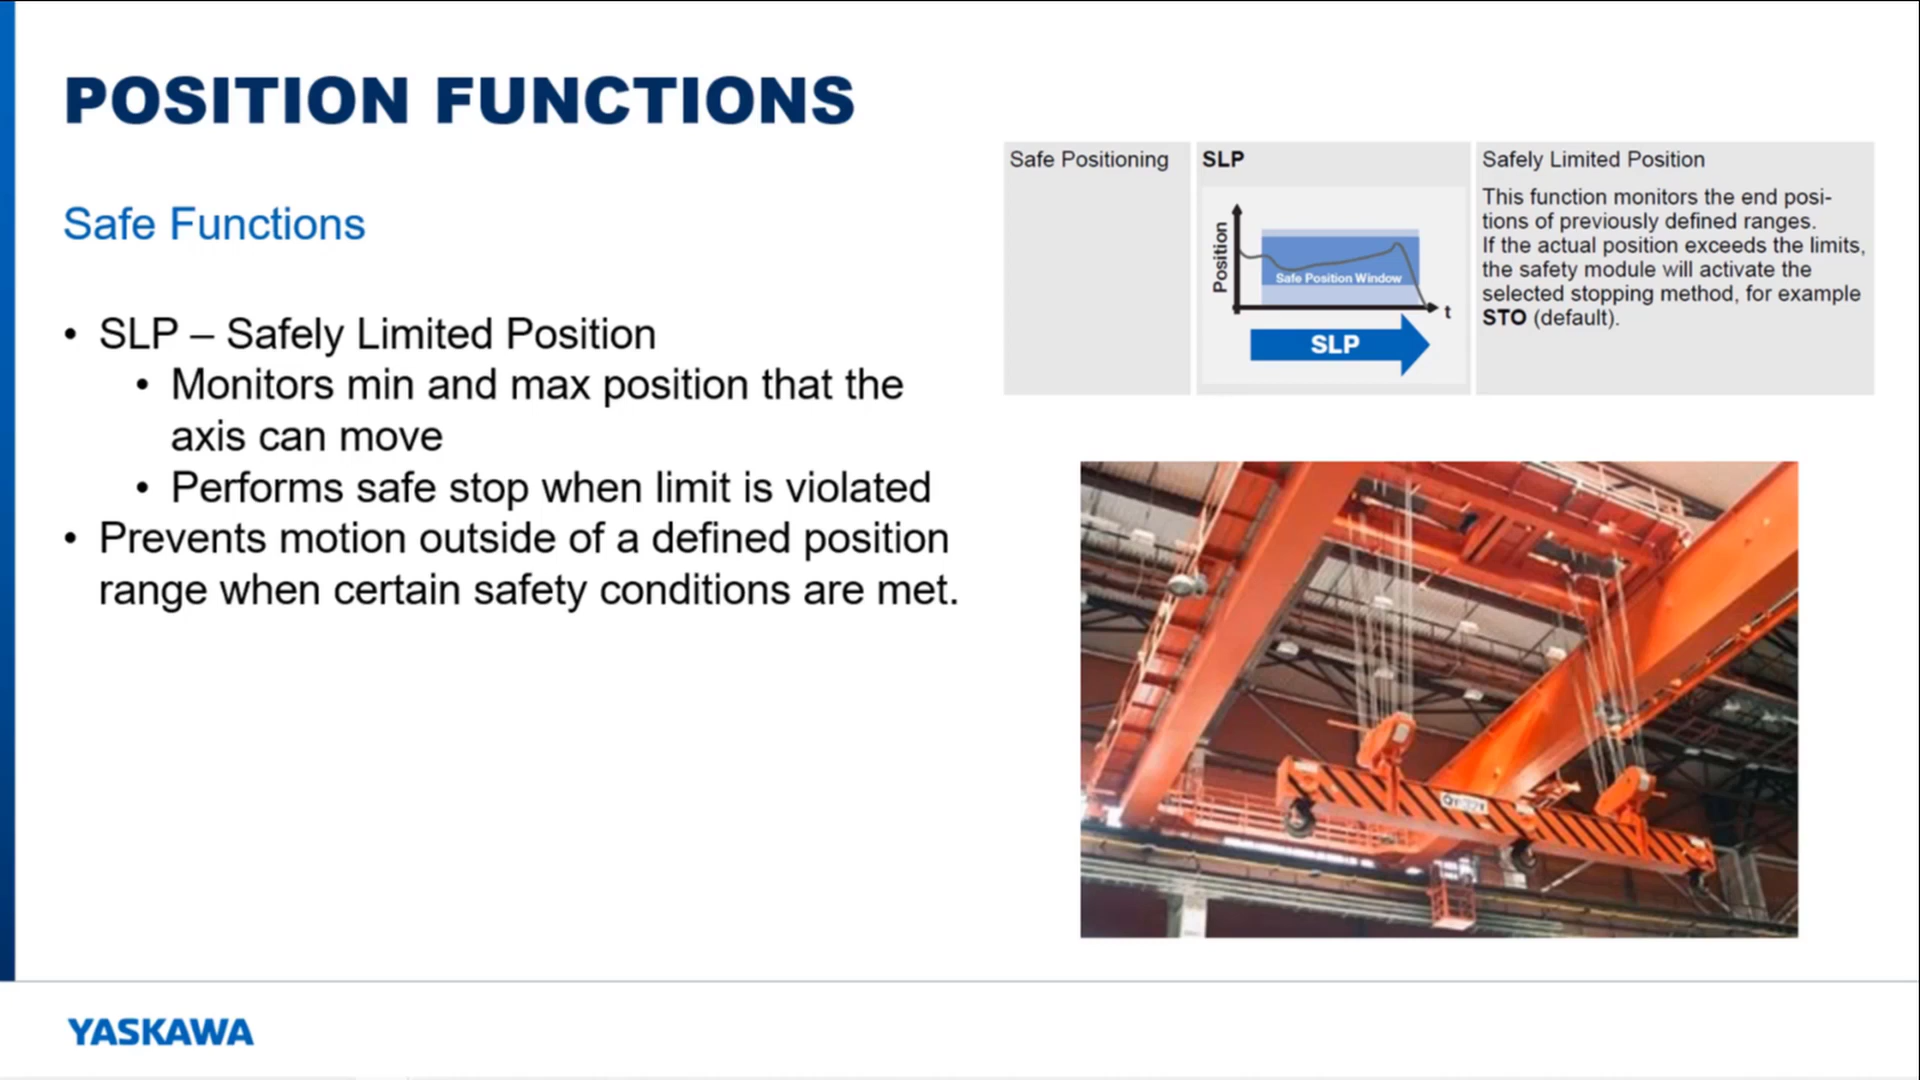 POSITION FUNCTIONS
Safe Functions
• SLP – Safely Limited Position
• Monitors min and max position that the
axis can move
• Performs safe stop when limit is violated
• Prevents motion outside of a defined position
range when certain safety conditions are met.
Safe Positioning
SLP
Position
Safe Position Window
t
SLP
Safely Limited Position
This function monitors the end posi-
tions of previously defined ranges.
If the actual position exceeds the limits,
the safety module will activate the
selected stopping method, for example
STO (default).
YASKAWA